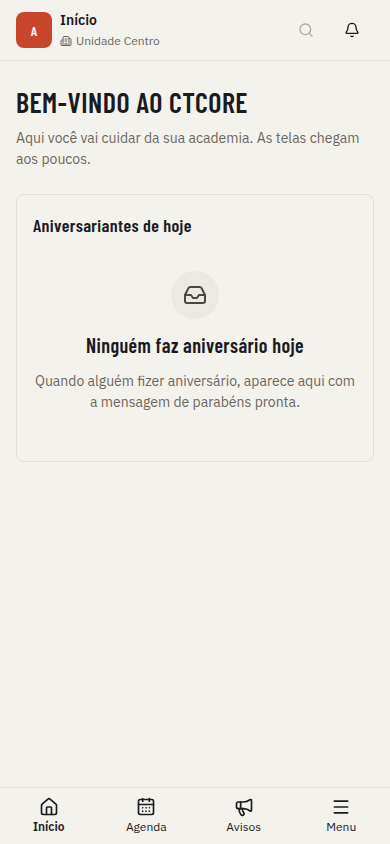 A
Início
Unidade Centro
BEM-VINDO AO CTCORE
Aqui você vai cuidar da sua academia. As telas chegam
aos poucos.
Aniversariantes de hoje
Ninguém faz aniversário hoje
Quando alguém fizer aniversário, aparece aqui com
a mensagem de parabéns pronta.
Início
Agenda
Avisos
Menu